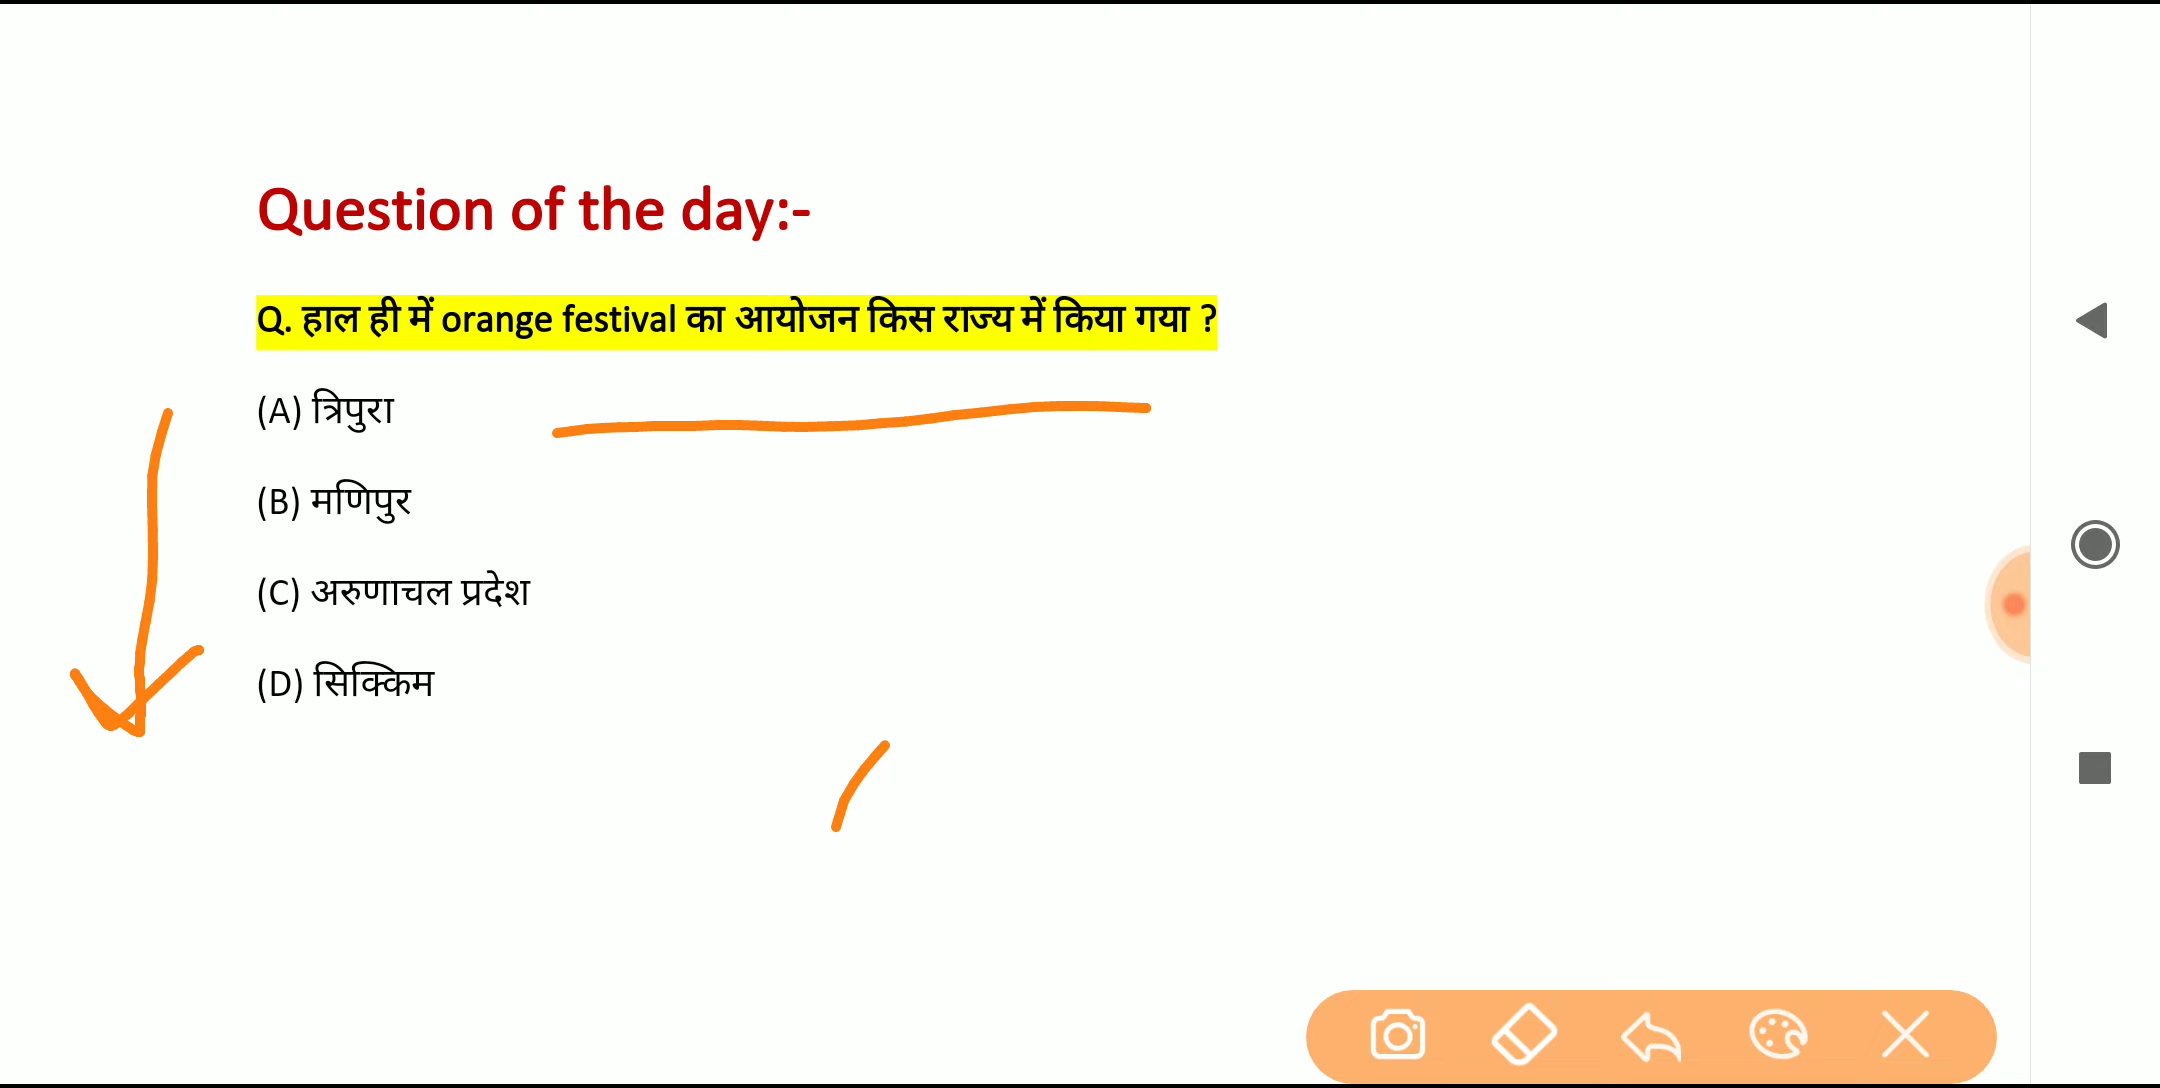 Question of the day:-
Q. हाल ही में orange festival का आयोजन किस राज्य में किया गया ?
(A) त्रिपुरा
(B) मणिपुर
(C) अरुणाचल प्रदेश
(D) सिक्किम